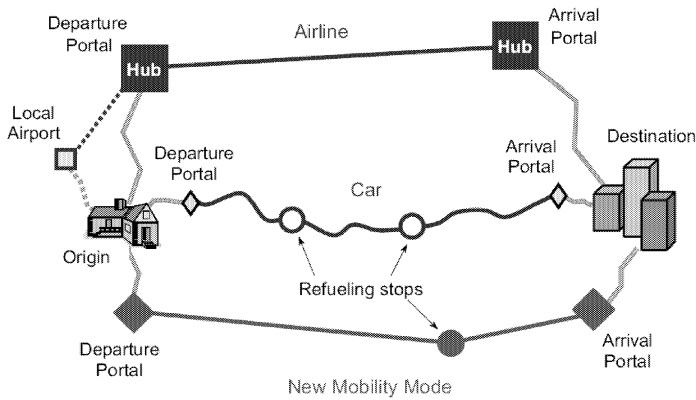 Departure
Portal
Airline
Arrival
Portal
Hub
Hub
Local
Airport
Departure
Portal
Car
Arrival
Portal
Destination
Origin
Refueling stops
Departure
Portal
Arrival
Portal
New Mobility Mode